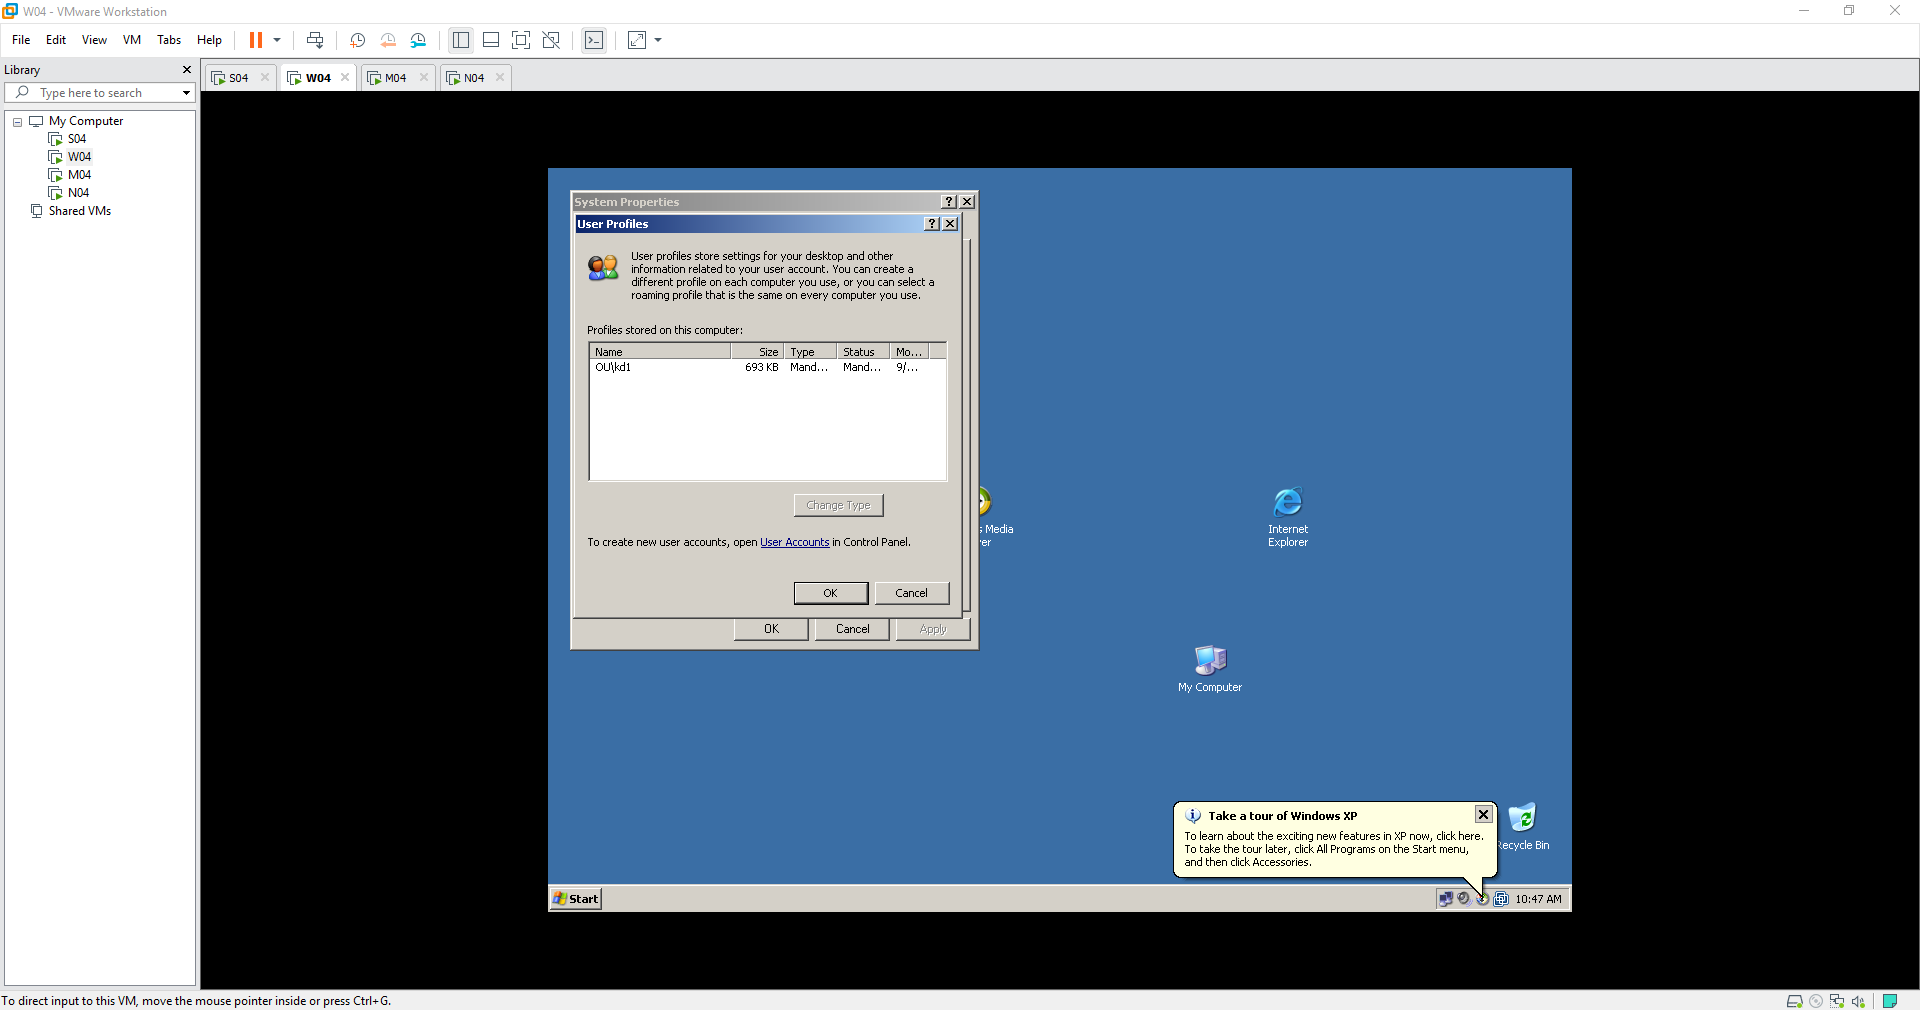 W04 - VMware Workstation
File Edit View VM Tabs Help
Library
Type here to search
My Computer
S04
W04
M04
N04
Shared VMs
S04 W04 M04 N04
System Properties
User Profiles
User profiles store settings for your desktop and other
information related to your user account. You can create a
different profile on each computer you use, or you can select a
roaming profile that is the same on every computer you use.
Profiles stored on this computer:
Name Size Type Status Mo...
OU\kd1 693 KB Mand... Mand... 9/...
Change Type
To create new user accounts, open User Accounts in Control Panel.
OK Cancel
OK Cancel Apply
s Media
er
Internet
Explorer
My Computer
Take a tour of Windows XP
To learn about the exciting new features in XP now, click here.
To take the tour later, click All Programs on the Start menu,
and then click Accessories.
Recycle Bin
Start
10:47 AM
To direct input to this VM, move the mouse pointer inside or press Ctrl+G.